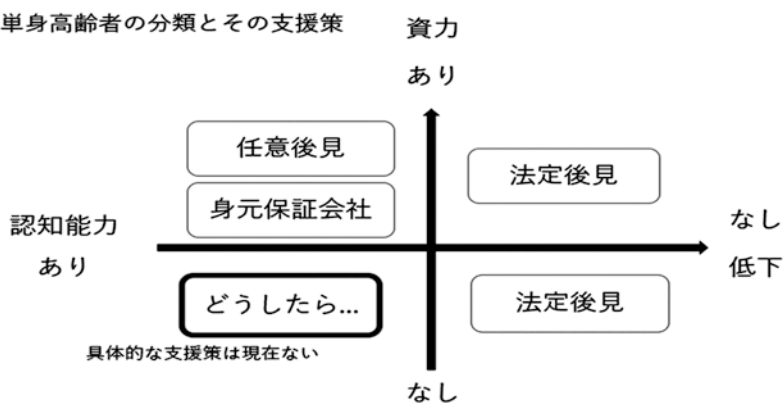 単身高齢者の分類とその支援策
資力
あり
任意後見
法定後見
身元保証会社
認知能力
あり
なし
低下
どうしたら...
法定後見
具体的な支援策は現在ない
なし